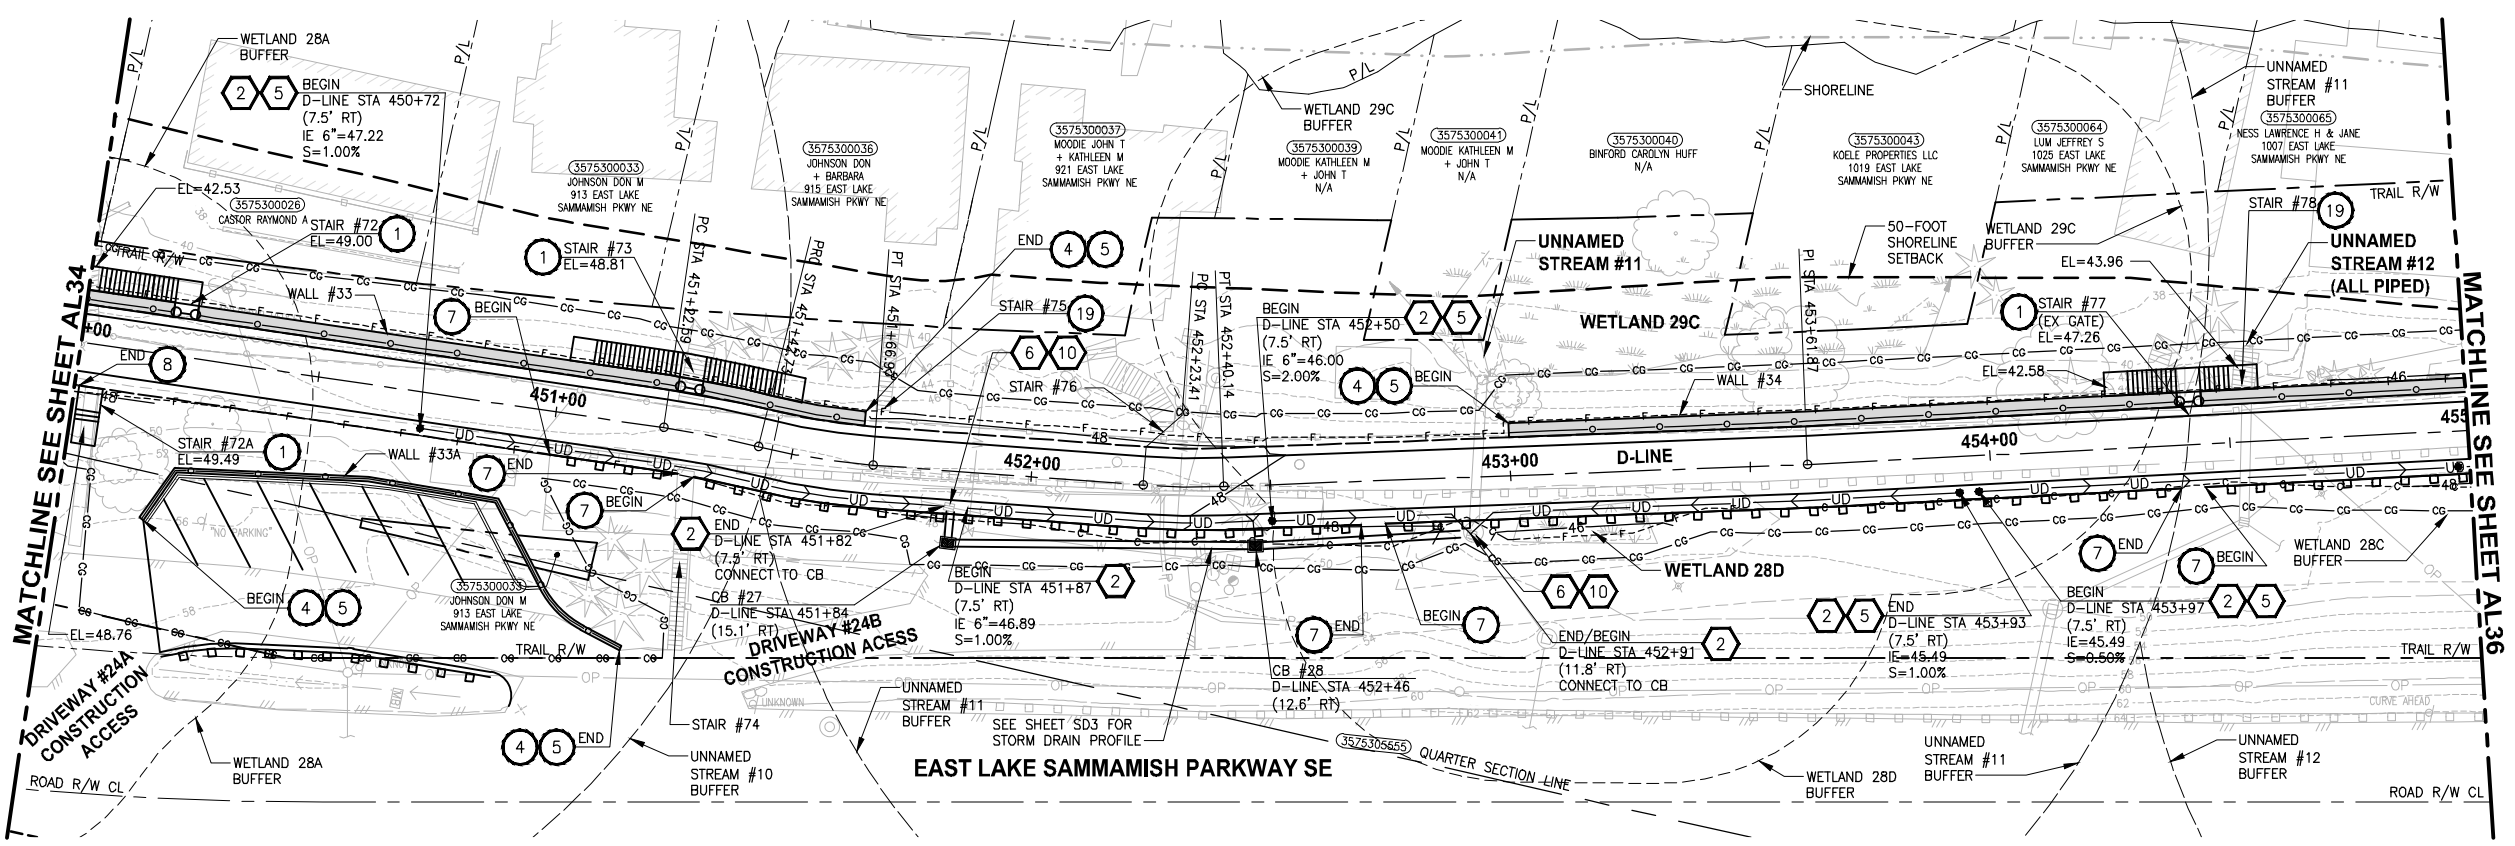 WETLAND 28A
BUFFER
2
5
BEGIN
D-LINE STA 450+72
(7.5' RT)
IE 6"=47.22
S=1.00%
P/L
P/L
P/L
P/L
P/L
P/L
P/L
P/L
P/L
P/L
EL=42.53
3575300026
CASTOR RAYMOND A
STAIR #72
EL=49.00
1
TRAIL R/W
3575300033
JOHNSON DON M
913 EAST LAKE
SAMMAMISH PKWY NE
1
STAIR #73
EL=48.81
3575300036
JOHNSON DON
+ BARBARA
915 EAST LAKE
SAMMAMISH PKWY NE
PC STA 451+22.59
PRC STA 451+47.73
PT STA 451+66.98
3575300037
MOODIE JOHN T
+ KATHLEEN M
921 EAST LAKE
SAMMAMISH PKWY NE
END
4
5
STAIR #75
19
6
10
STAIR #76
WETLAND 29C
BUFFER
3575300039
MOODIE KATHLEEN M
+ JOHN T
N/A
3575300041
MOODIE KATHLEEN M
+ JOHN T
N/A
PC STA 452+23.41
PT STA 452+40.14
BEGIN
D-LINE STA 452+50
(7.5' RT)
IE 6"=46.00
S=2.00%
2
5
4
5
BEGIN
UNNAMED
STREAM #11
WETLAND 29C
3575300040
BINFORD CAROLYN HUFF
N/A
SHORELINE
3575300043
KOELE PROPERTIES LLC
1019 EAST LAKE
SAMMAMISH PKWY NE
PI STA 453+61.87
50-FOOT
SHORELINE
SETBACK
3575300064
LUM JEFFREY S
1025 EAST LAKE
SAMMAMISH PKWY NE
WETLAND 29C
BUFFER
UNNAMED
STREAM #11
BUFFER
3575300065
NESS LAWRENCE H & JANE
1007 EAST LAKE
SAMMAMISH PKWY NE
TRAIL R/W
STAIR #78
19
UNNAMED
STREAM #12
(ALL PIPED)
EL=43.96
1
STAIR #77
(EX GATE)
EL=47.26
EL=42.58
WALL #33
7
BEGIN
WALL #34
MATCHLINE SEE SHEET AL34
MATCHLINE SEE SHEET AL36
+00
451+00
452+00
453+00
454+00
455
D-LINE
END
8
STAIR #72A
EL=49.49
1
WALL #33A
7
END
7
BEGIN
"NO PARKING"
BEGIN
4
5
3575300033
JOHNSON DON M
913 EAST LAKE
SAMMAMISH PKWY NE
2
END
D-LINE STA 451+82
(7.5' RT)
CONNECT TO CB
CB #27
D-LINE STA 451+84
(15.1' RT)
DRIVEWAY #24B
CONSTRUCTION ACESS
BEGIN
D-LINE STA 451+87
(7.5' RT)
IE 6"=46.89
S=1.00%
2
7
END
BEGIN
7
WETLAND 28D
6
10
END/BEGIN
D-LINE STA 452+91
(11.8' RT)
CONNECT TO CB
2
CB #28
D-LINE STA 452+46
(12.6' RT)
2
5
END
D-LINE STA 453+93
(7.5' RT)
IE=45.49
S=1.00%
7
END
BEGIN
D-LINE STA 453+97
(7.5' RT)
IE=45.49
S=0.50%
2
5
7
BEGIN
WETLAND 28C
BUFFER
TRAIL R/W
EL=48.76
TRAIL R/W
DRIVEWAY #24A
CONSTRUCTION
ACCESS
WETLAND 28A
BUFFER
4
5
END
STAIR #74
UNNAMED
STREAM #10
BUFFER
UNKNOWN
UNNAMED
STREAM #11
BUFFER
SEE SHEET SD3 FOR
STORM DRAIN PROFILE
3575305555
QUARTER SECTION LINE
EAST LAKE SAMMAMISH PARKWAY SE
WETLAND 28D
BUFFER
UNNAMED
STREAM #11
BUFFER
UNNAMED
STREAM #12
BUFFER
CURVE AHEAD
ROAD R/W CL
ROAD R/W CL